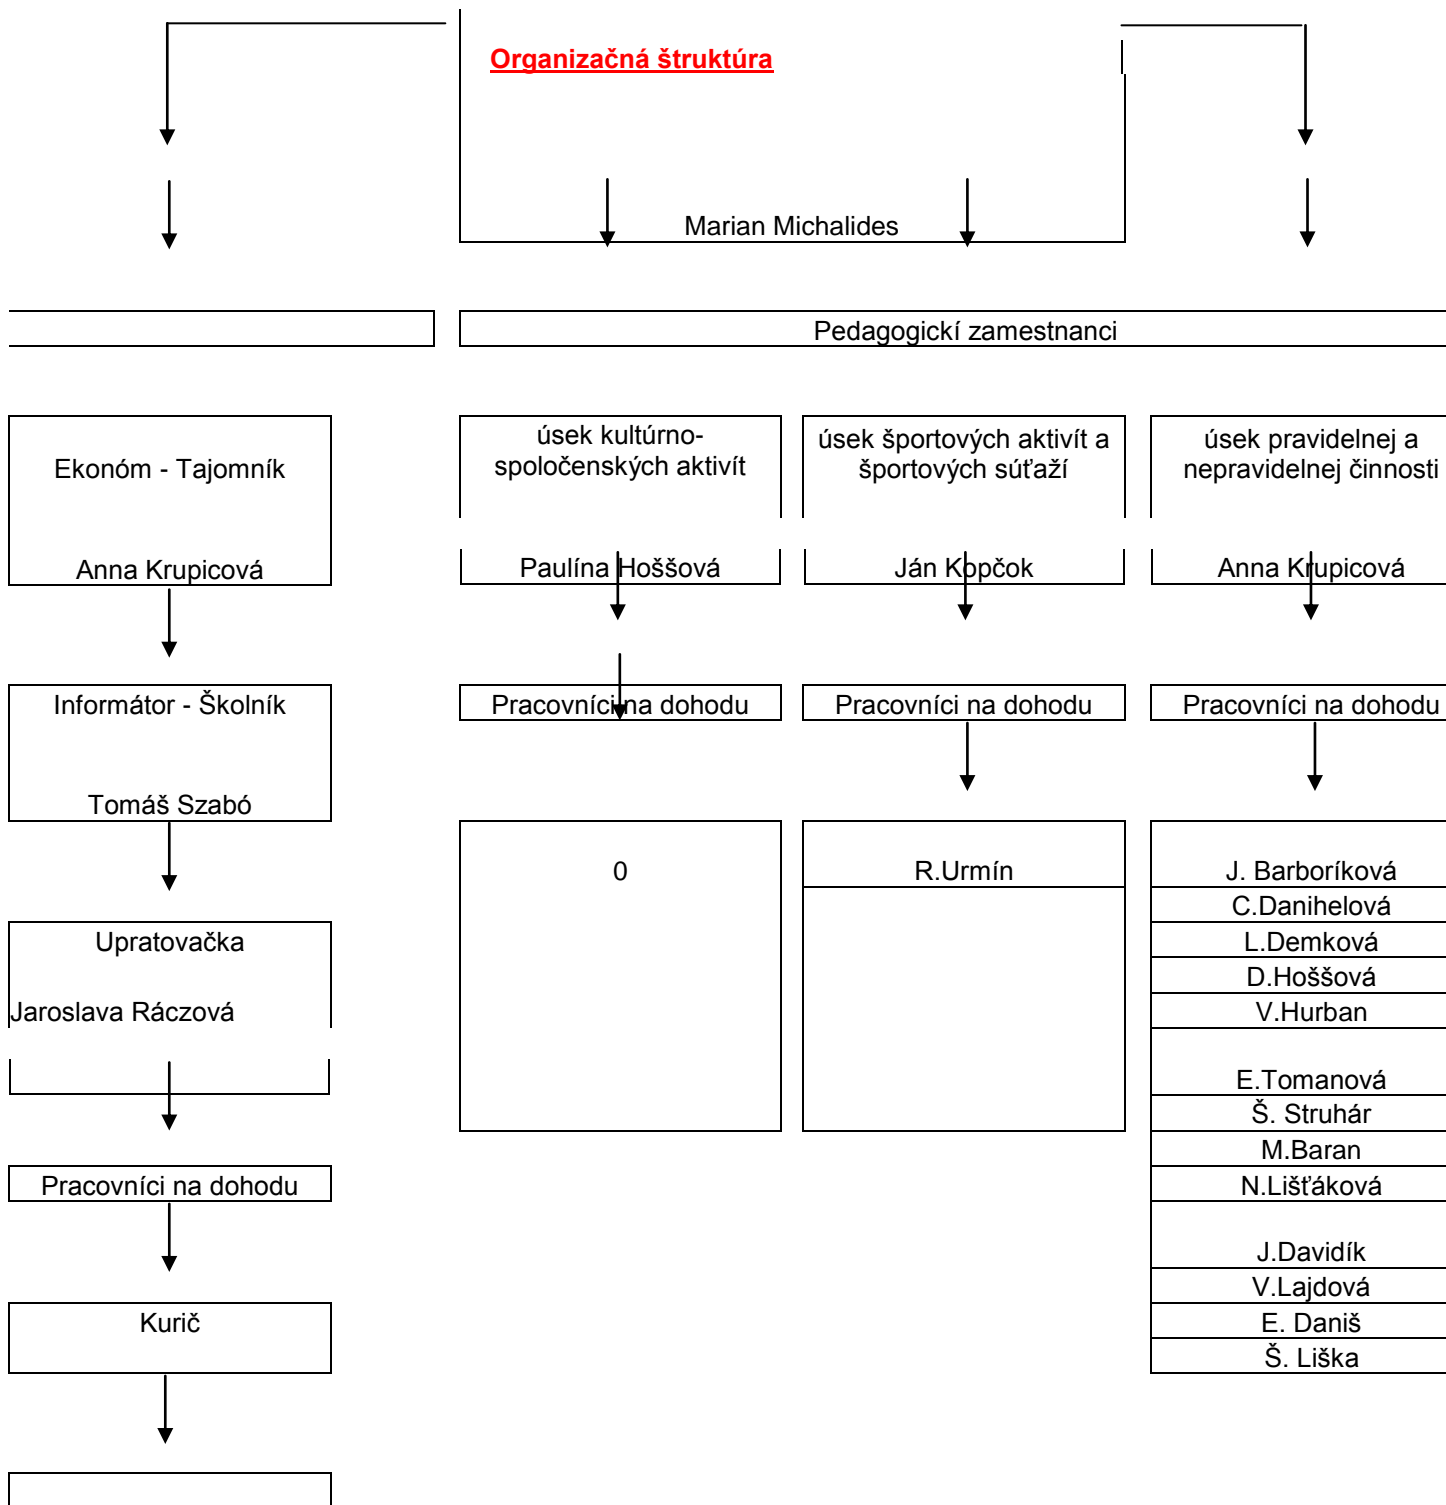 Organizačná štruktúra
Marian Michalides
Pedagogickí zamestnanci
Ekonóm - Tajomník
Anna Krupicová
Informátor - Školník
Tomáš Szabó
Upratovačka
Jaroslava Ráczová
Pracovníci na dohodu
Kurič
úsek kultúrno-
spoločenských aktivít
Paulína Hoššová
Pracovníci na dohodu
0
úsek športových aktivít a
športových súťaží
Ján Kopčok
Pracovníci na dohodu
R.Urmín
úsek pravidelnej a
nepravidelnej činnosti
Anna Krupicová
Pracovníci na dohodu
J. Barboríková
C.Danihelová
L.Demková
D.Hoššová
V.Hurban
E.Tomanová
Š. Struhár
M.Baran
N.Lišťáková
J.Davidík
V.Lajdová
E. Daniš
Š. Liška